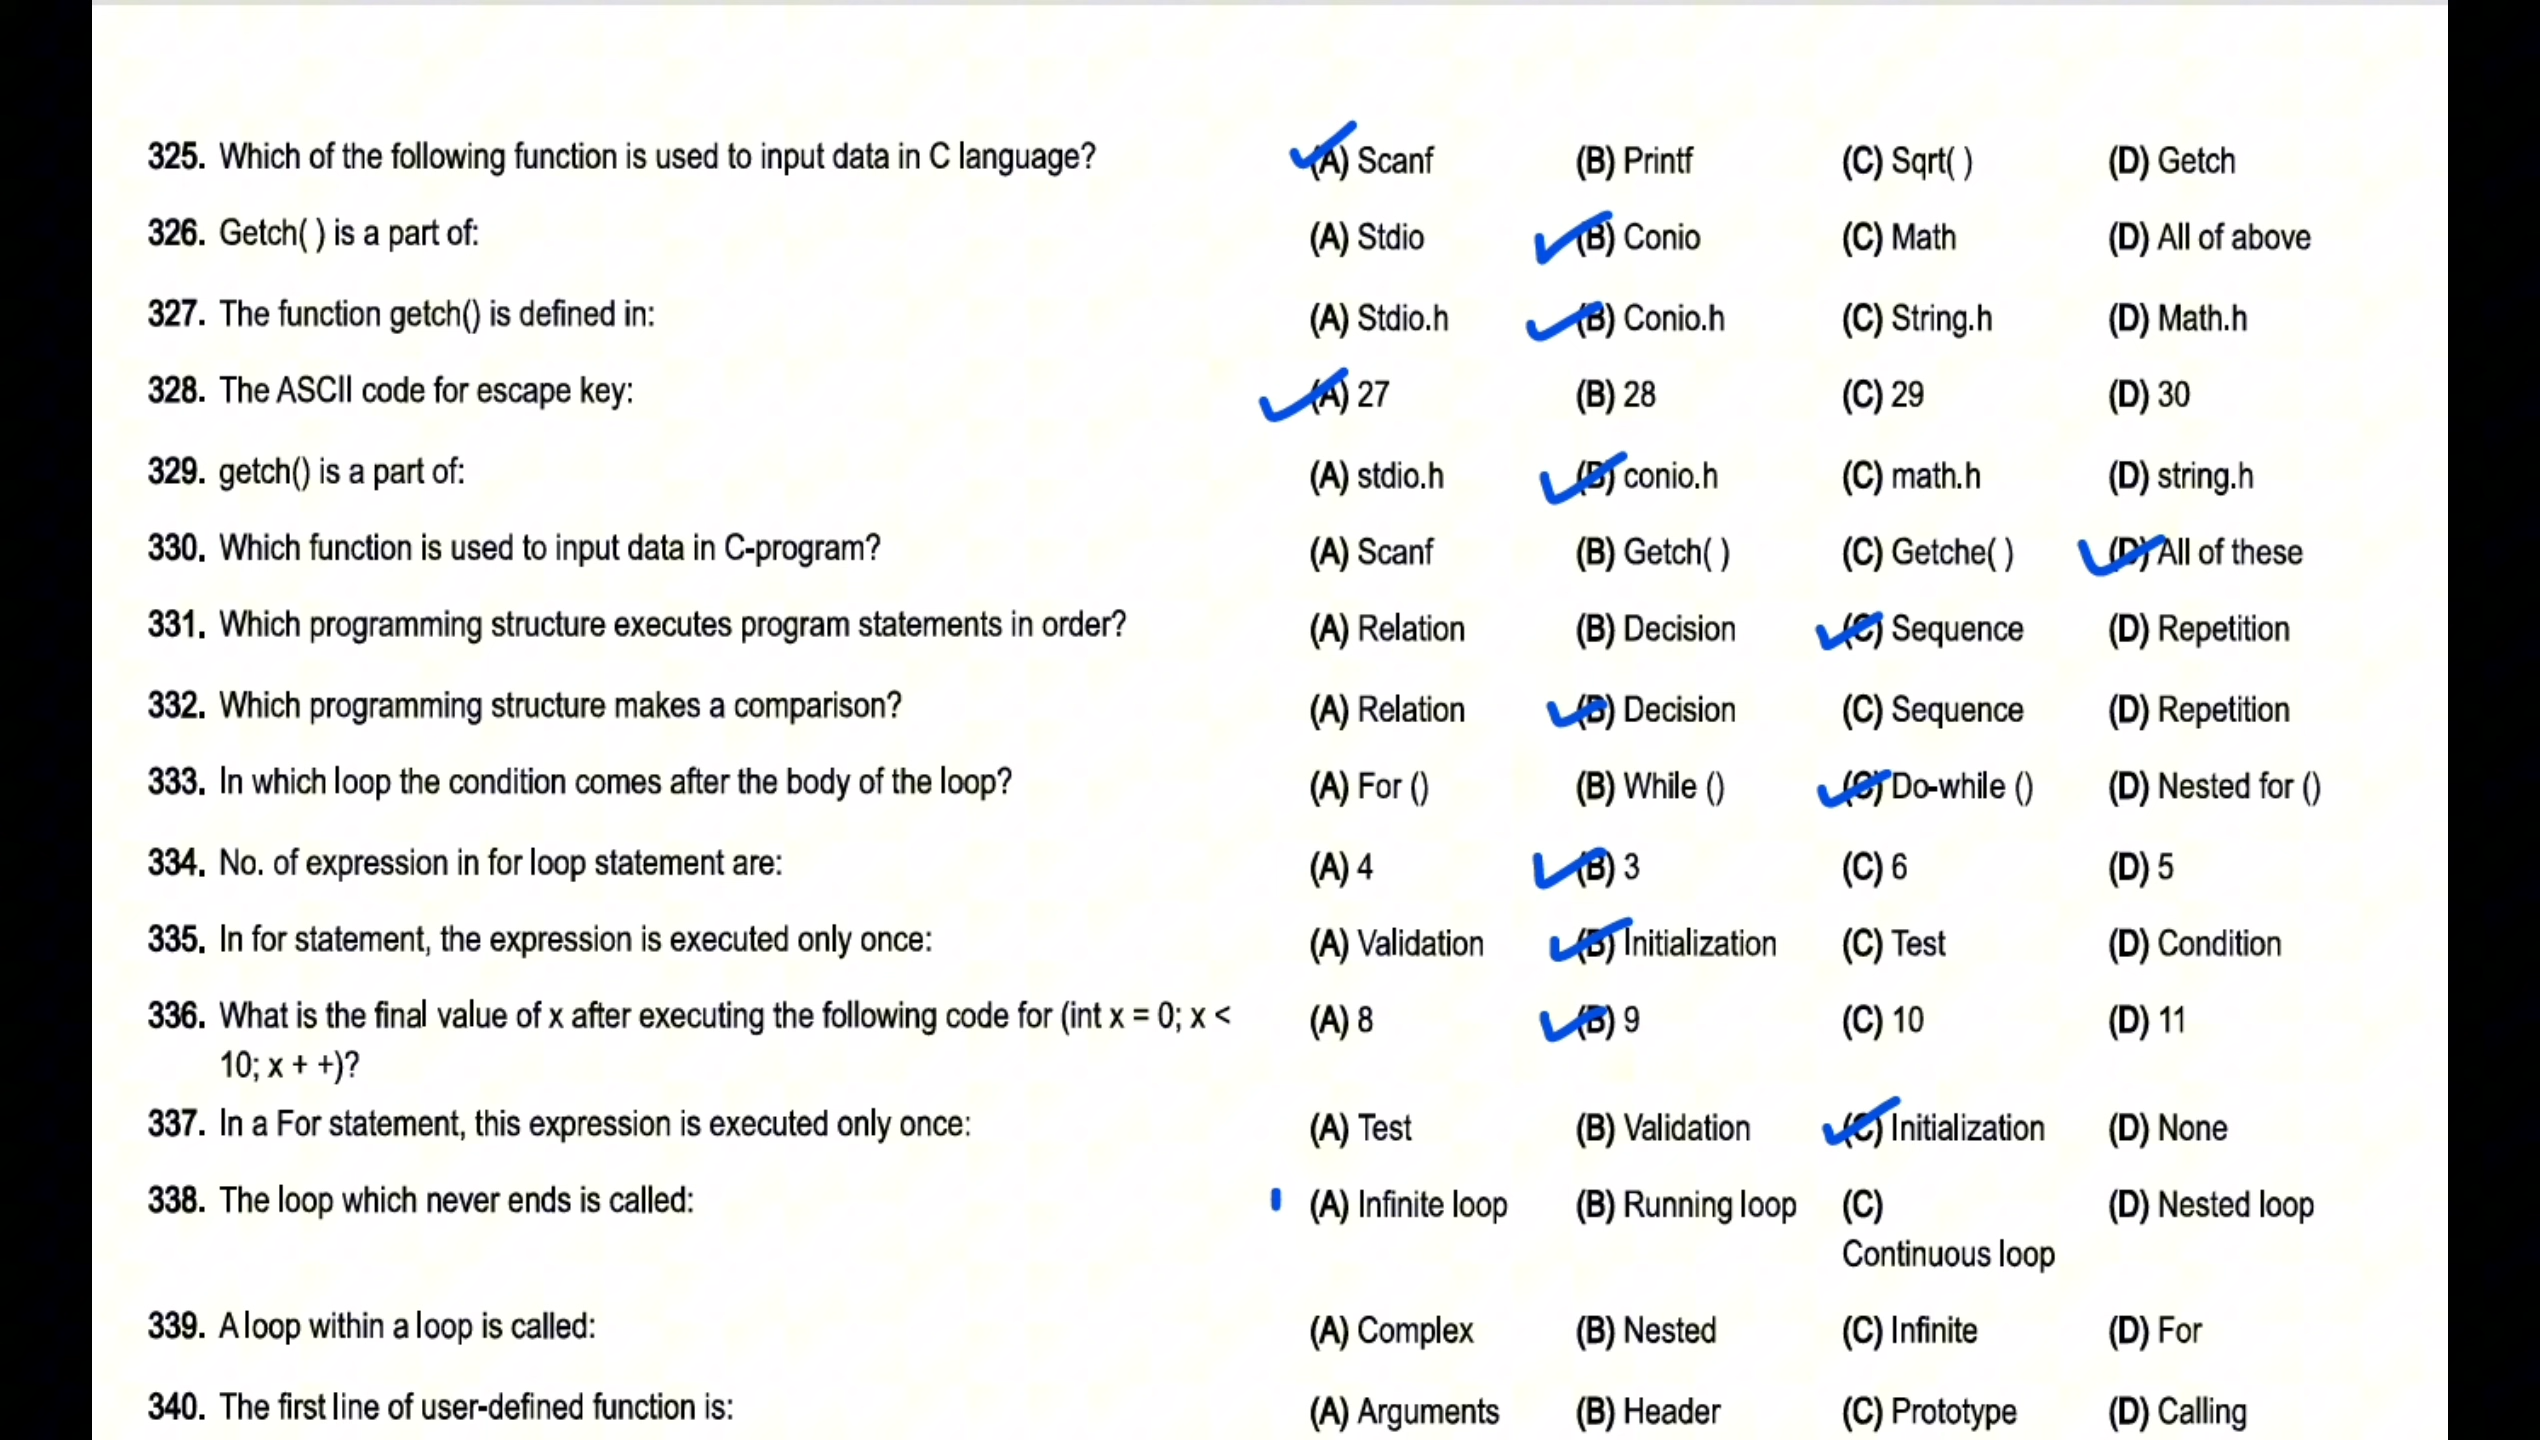 325. Which of the following function is used to input data in C language? (A) Scanf (B) Printf (C) Sqrt( ) (D) Getch
326. Getch( ) is a part of: (A) Stdio (B) Conio (C) Math (D) All of above
327. The function getch() is defined in: (A) Stdio.h (B) Conio.h (C) String.h (D) Math.h
328. The ASCII code for escape key: (A) 27 (B) 28 (C) 29 (D) 30
329. getch() is a part of: (A) stdio.h (B) conio.h (C) math.h (D) string.h
330. Which function is used to input data in C-program? (A) Scanf (B) Getch( ) (C) Getche( ) (D) All of these
331. Which programming structure executes program statements in order? (A) Relation (B) Decision (C) Sequence (D) Repetition
332. Which programming structure makes a comparison? (A) Relation (B) Decision (C) Sequence (D) Repetition
333. In which loop the condition comes after the body of the loop? (A) For () (B) While () (C) Do-while () (D) Nested for ()
334. No. of expression in for loop statement are: (A) 4 (B) 3 (C) 6 (D) 5
335. In for statement, the expression is executed only once: (A) Validation (B) Initialization (C) Test (D) Condition
336. What is the final value of x after executing the following code for (int x = 0; x < (A) 8 (B) 9 (C) 10 (D) 11
10; x + +)?
337. In a For statement, this expression is executed only once: (A) Test (B) Validation (C) Initialization (D) None
338. The loop which never ends is called: (A) Infinite loop (B) Running loop (C) (D) Nested loop
Continuous loop
339. A loop within a loop is called: (A) Complex (B) Nested (C) Infinite (D) For
340. The first line of user-defined function is: (A) Arguments (B) Header (C) Prototype (D) Calling